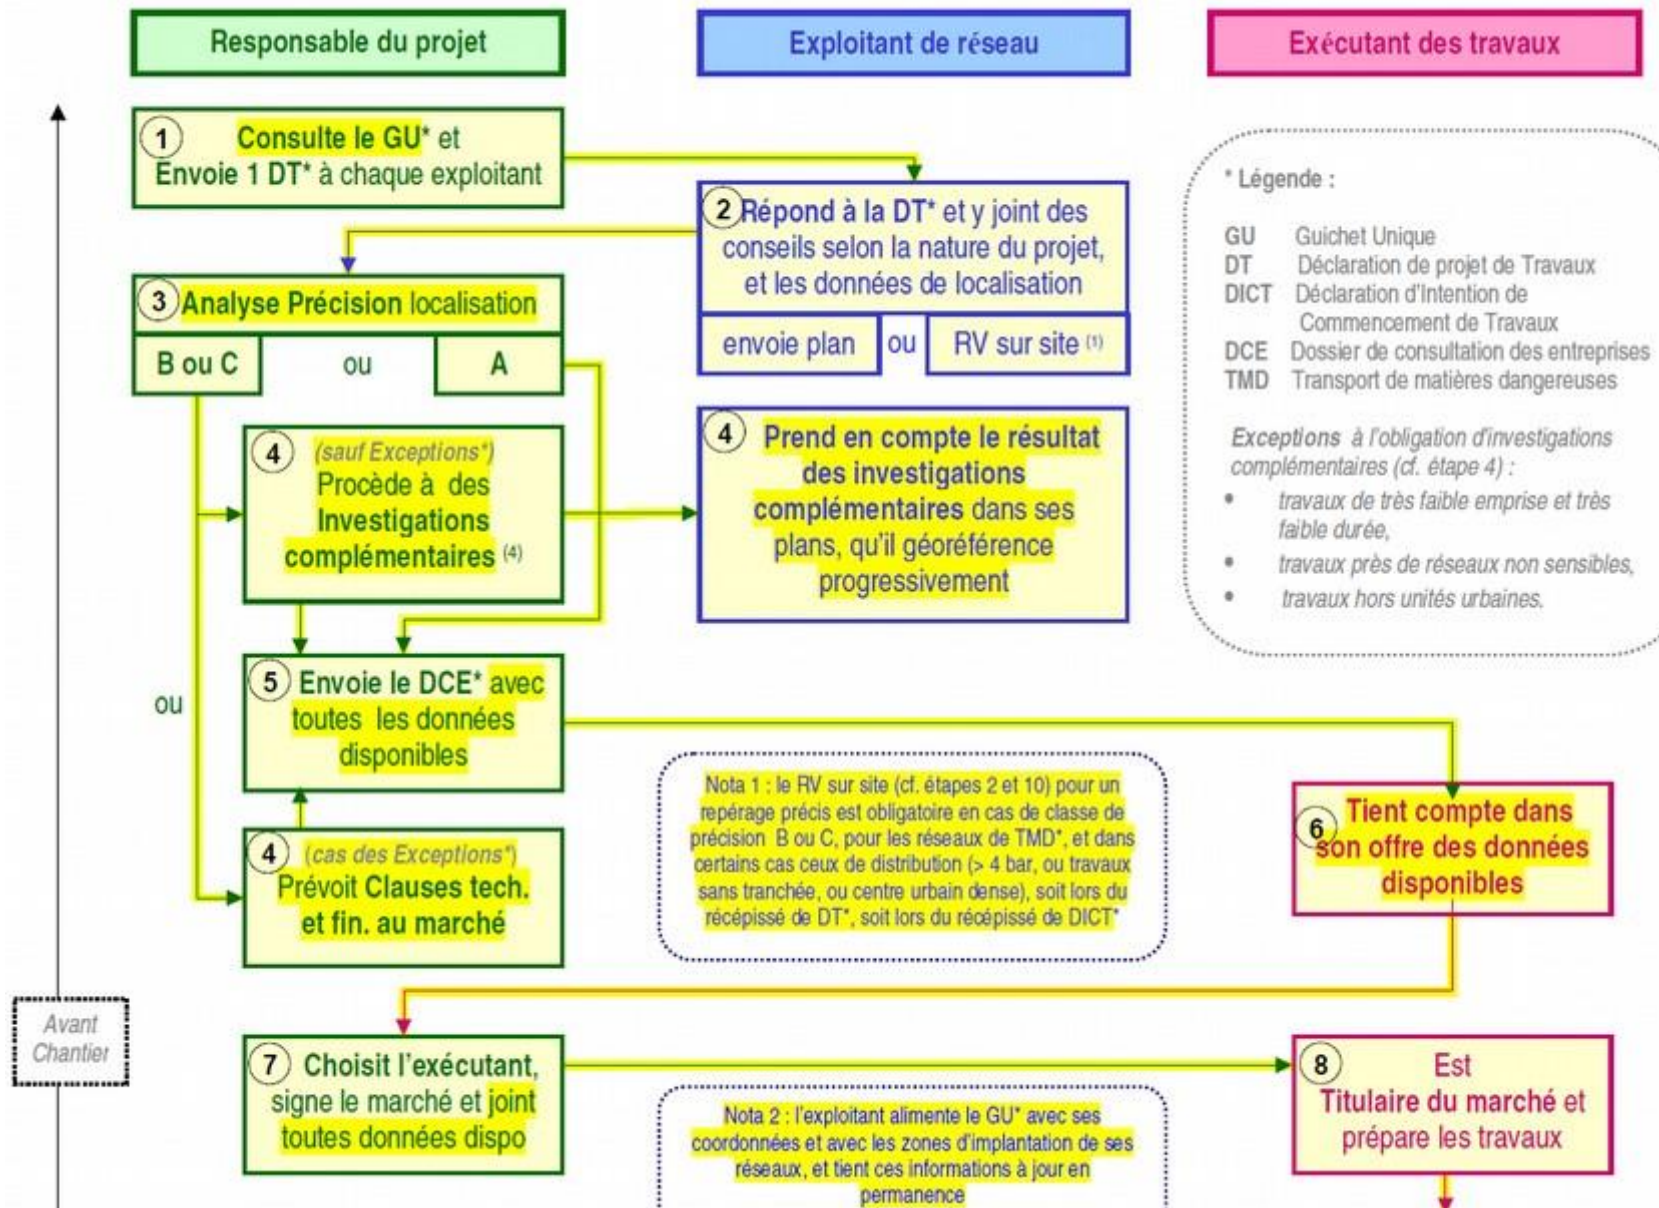 Responsable du projet
Exploitant de réseau
Exécutant des travaux
1
Consulte le GU* et
Envoie 1 DT* à chaque exploitant
2
Répond à la DT* et y joint des
conseils selon la nature du projet,
et les données de localisation
envoie plan
ou
RV sur site (1)
3
Analyse Précision localisation
B ou C
ou
A
4
(sauf Exceptions*)
Procède à des
Investigations
complémentaires (4)
4
Prend en compte le résultat
des investigations
complémentaires dans ses
plans, qu'il géoréférence
progressivement
* Légende :
GU Guichet Unique
DT Déclaration de projet de Travaux
DICT Déclaration d'Intention de
Commencement de Travaux
DCE Dossier de consultation des entreprises
TMD Transport de matières dangereuses
Exceptions à l'obligation d'investigations
complémentaires (cf. étape 4) :
• travaux de très faible emprise et très
faible durée,
• travaux près de réseaux non sensibles,
• travaux hors unités urbaines.
ou
5
Envoie le DCE* avec
toutes les données
disponibles
4
(cas des Exceptions*)
Prévoit Clauses tech.
et fin. au marché
Nota 1 : le RV sur site (cf. étapes 2 et 10) pour un
repérage précis est obligatoire en cas de classe de
précision B ou C, pour les réseaux de TMD*, et dans
certains cas ceux de distribution (> 4 bar, ou travaux
sans tranchée, ou centre urbain dense), soit lors du
récépissé de DT*, soit lors du récépissé de DICT*
6
Tient compte dans
son offre des données
disponibles
Avant
Chantier
7
Choisit l'exécutant,
signe le marché et joint
toutes données dispo
Nota 2 : l'exploitant alimente le GU* avec ses
coordonnées et avec les zones d'implantation de ses
réseaux, et tient ces informations à jour en
permanence
8
Est
Titulaire du marché et
prépare les travaux